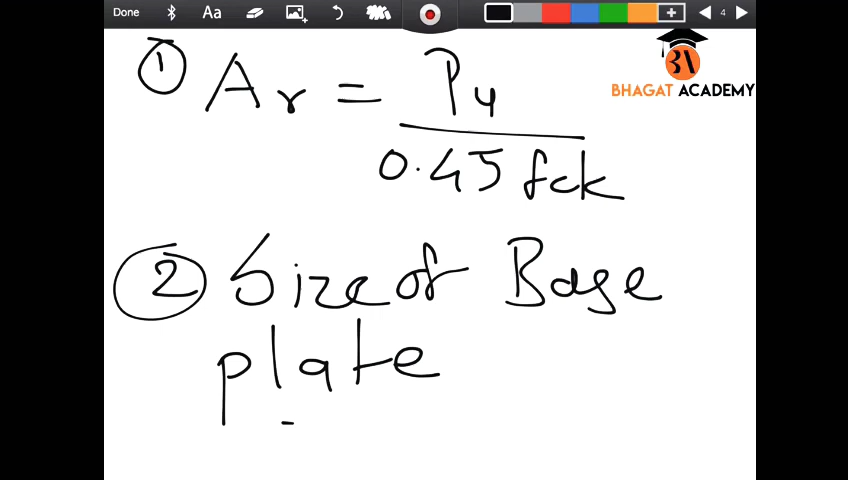 Done Aa 4
BHAGAT ACADEMY
① Ar = Pu
0.45 fck
② Size of Base
plate